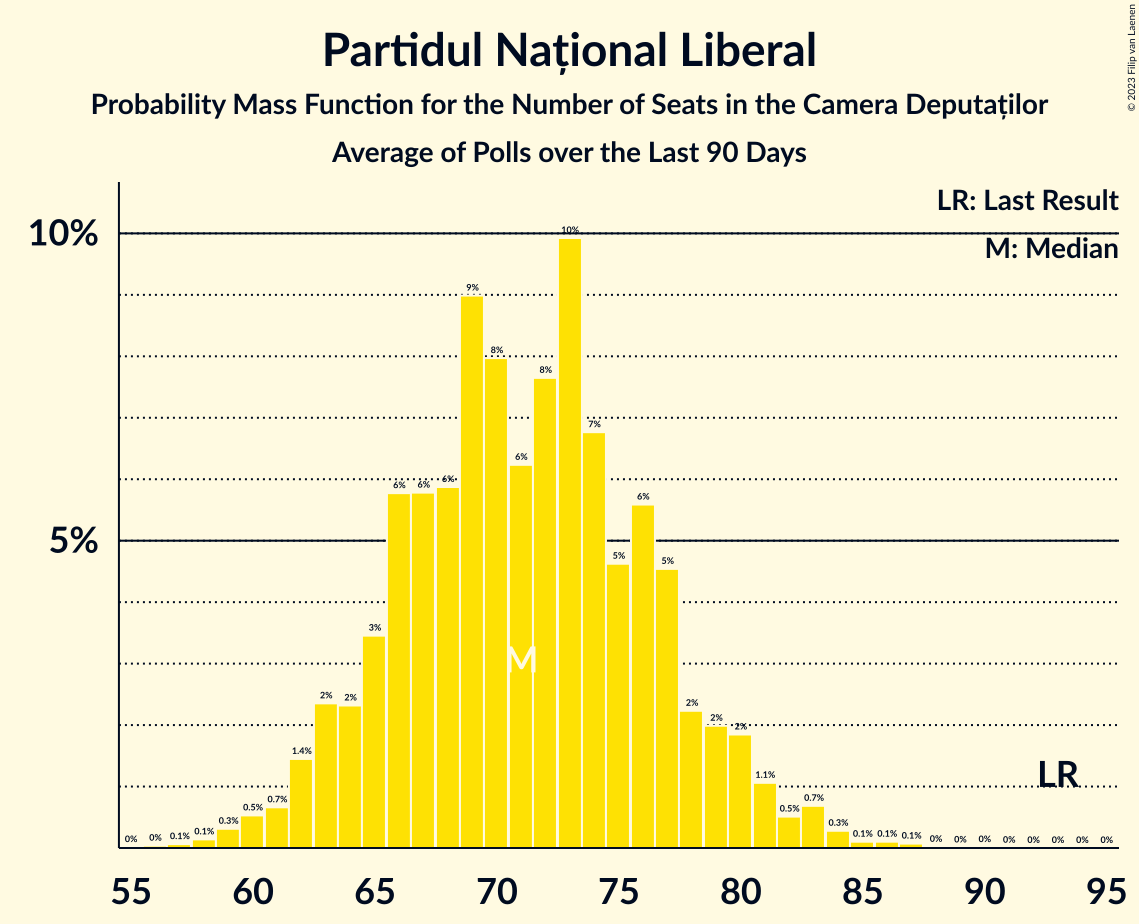 Partidul Național Liberal
Probability Mass Function for the Number of Seats in the Camera Deputaților
Average of Polls over the Last 90 Days
© 2023 Filip van Laenen
LR: Last Result
M: Median
10%
5%
0% 0% 0.1% 0.1% 0.3% 0.5% 0.7% 1.4% 2% 2% 3% 6% 6% 6% 9% 8% 6% 8% 10% 7% 5% 6% 5% 2% 2% 2% 1.1% 0.5% 0.7% 0.3% 0.1% 0.1% 0.1% 0% 0% 0% 0% 0% 0% 0% 0%
M
LR
55 60 65 70 75 80 85 90 95